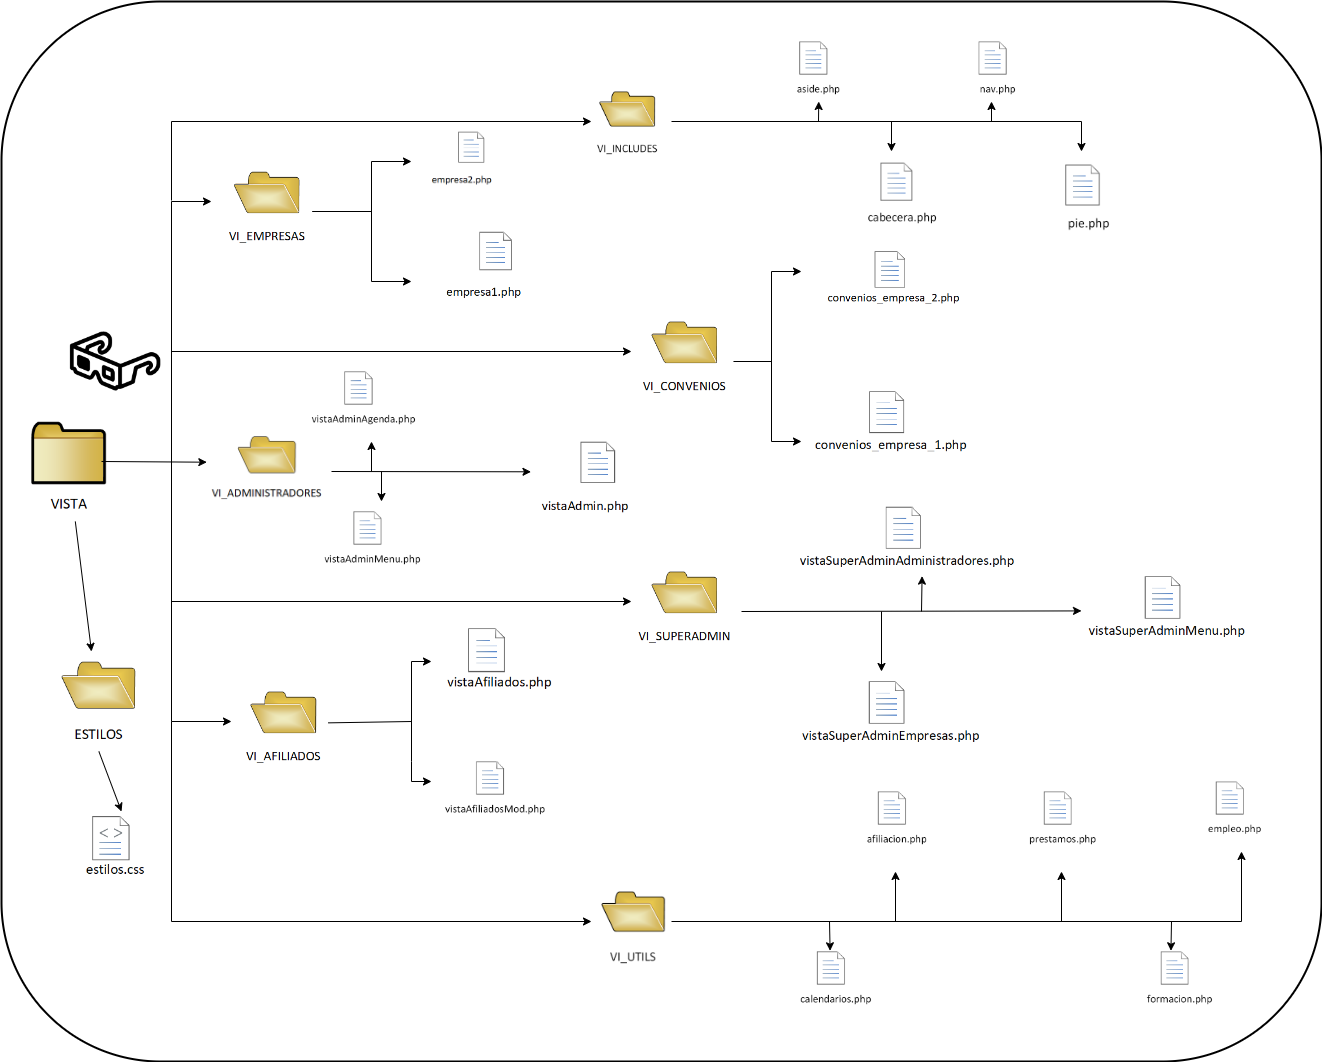 aside.php
nav.php
VI_INCLUDES
empresa2.php
cabecera.php
pie.php
VI_EMPRESAS
empresa1.php
convenios_empresa_2.php
VI_CONVENIOS
vistaAdminAgenda.php
convenios_empresa_1.php
VISTA
VI_ADMINISTRADORES
vistaAdmin.php
vistaAdminMenu.php
vistaSuperAdminAdministradores.php
VI_SUPERADMIN
vistaSuperAdminMenu.php
vistaAfiliados.php
ESTILOS
vistaSuperAdminEmpresas.php
VI_AFILIADOS
vistaAfiliadosMod.php
empleo.php
afiliacion.php
prestamos.php
<>
estilos.css
VI_UTILS
calendarios.php
formacion.php